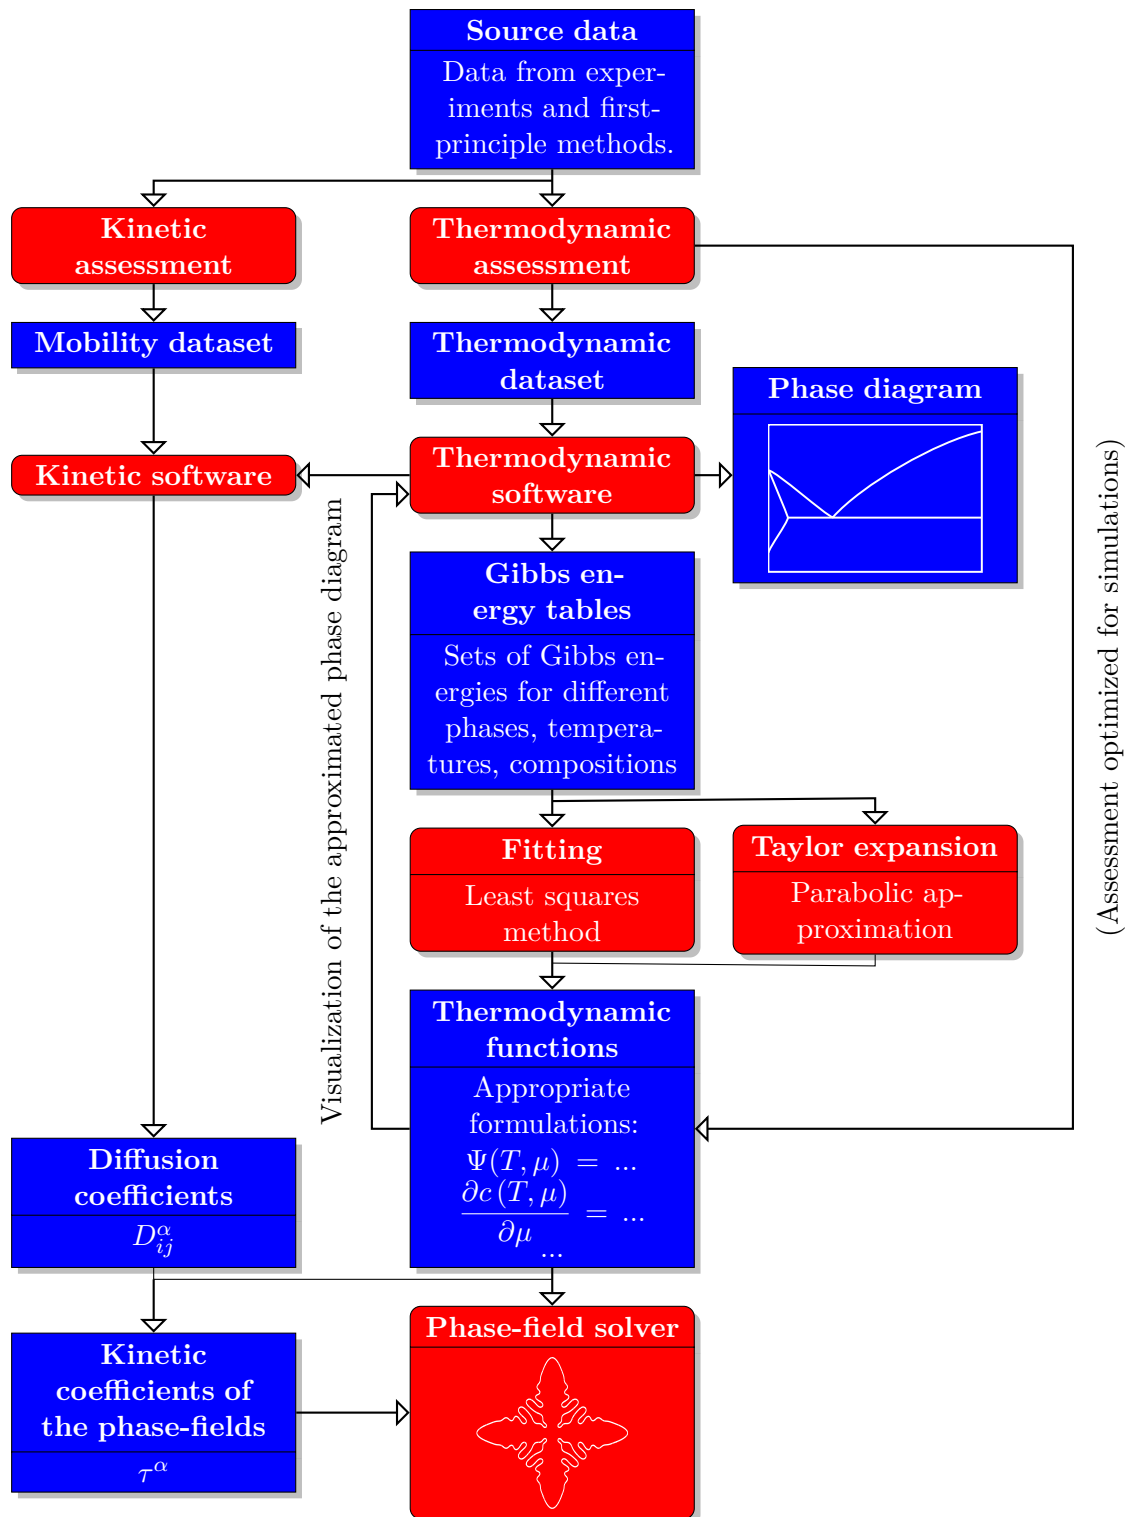 Source data
Data from exper-
iments and first-
principle methods.
Kinetic
assessment
Thermodynamic
assessment
Mobility dataset
Thermodynamic
dataset
Phase diagram
Kinetic software
Thermodynamic
software
Visualization of the approximated phase diagram
(Assessment optimized for simulations)
Gibbs en-
ergy tables
Sets of Gibbs en-
ergies for different
phases, tempera-
tures, compositions
Fitting
Least squares
method
Taylor expansion
Parabolic ap-
proximation
Thermodynamic
functions
Appropriate
formulations:
Ψ(T, μ) = ...
∂c (T, μ)
∂μ
= ...
...
Diffusion
coefficients
D_{ij}^α
Kinetic
coefficients of
the phase-fields
τ^α
Phase-field solver